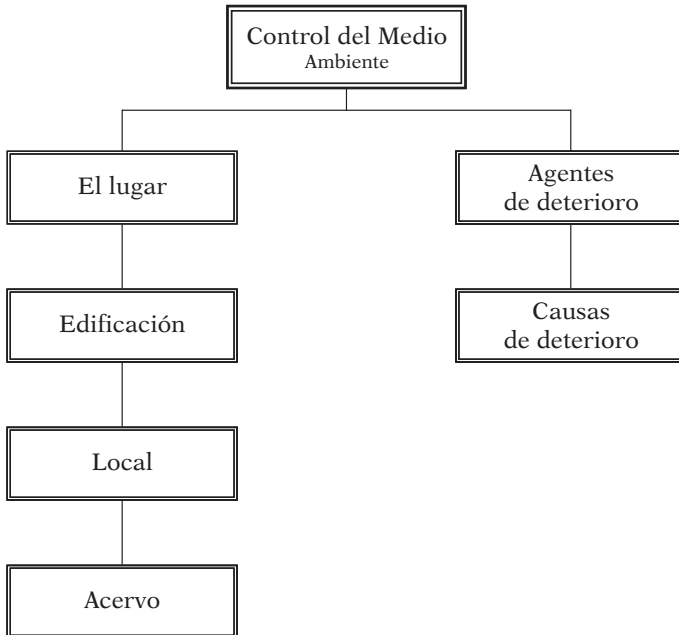 Control del Medio
Ambiente
El lugar
Agentes
de deterioro
Edificación
Causas
de deterioro
Local
Acervo